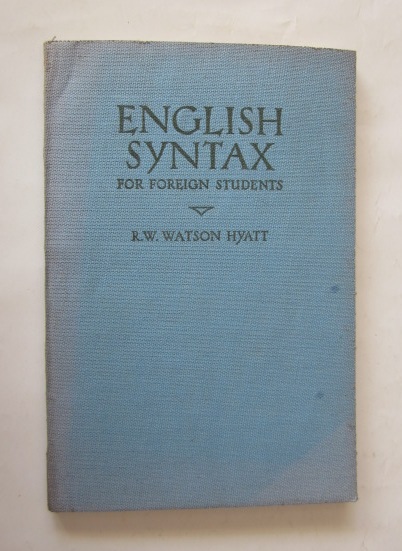 ENGLISH
SYNTAX
FOR FOREIGN STUDENTS
R.W. WATSON HYATT